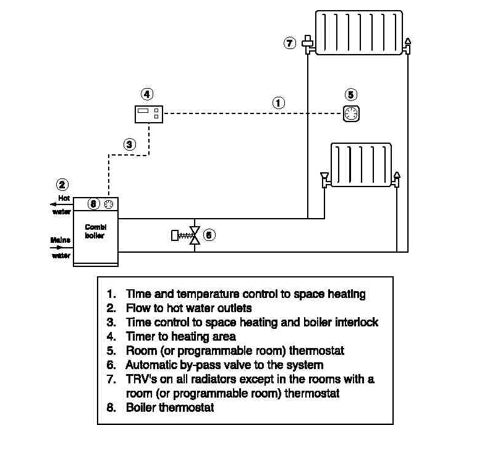 7
4
5
1
3
2
Hot
water
8
Combi
boiler
6
Mains
water
1. Time and temperature control to space heating
2. Flow to hot water outlets
3. Time control to space heating and boiler interlock
4. Timer to heating area
5. Room (or programmable room) thermostat
6. Automatic by-pass valve to the system
7. TRV's on all radiators except in the rooms with a
room (or programmable room) thermostat
8. Boiler thermostat